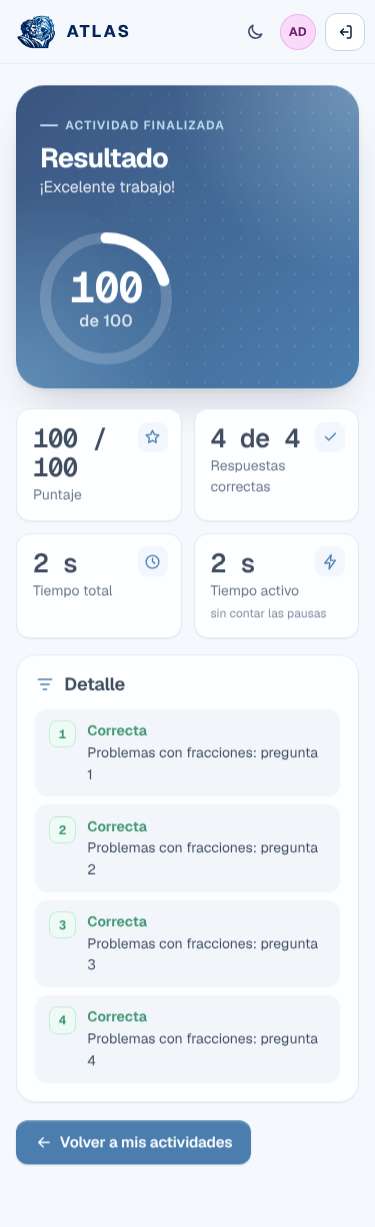 ATLAS
AD
ACTIVIDAD FINALIZADA
Resultado
¡Excelente trabajo!
100
de 100
100 /
100
Puntaje
4 de 4
Respuestas
correctas
2 s
Tiempo total
2 s
Tiempo activo
sin contar las pausas
Detalle
1
Correcta
Problemas con fracciones: pregunta
1
2
Correcta
Problemas con fracciones: pregunta
2
3
Correcta
Problemas con fracciones: pregunta
3
4
Correcta
Problemas con fracciones: pregunta
4
Volver a mis actividades